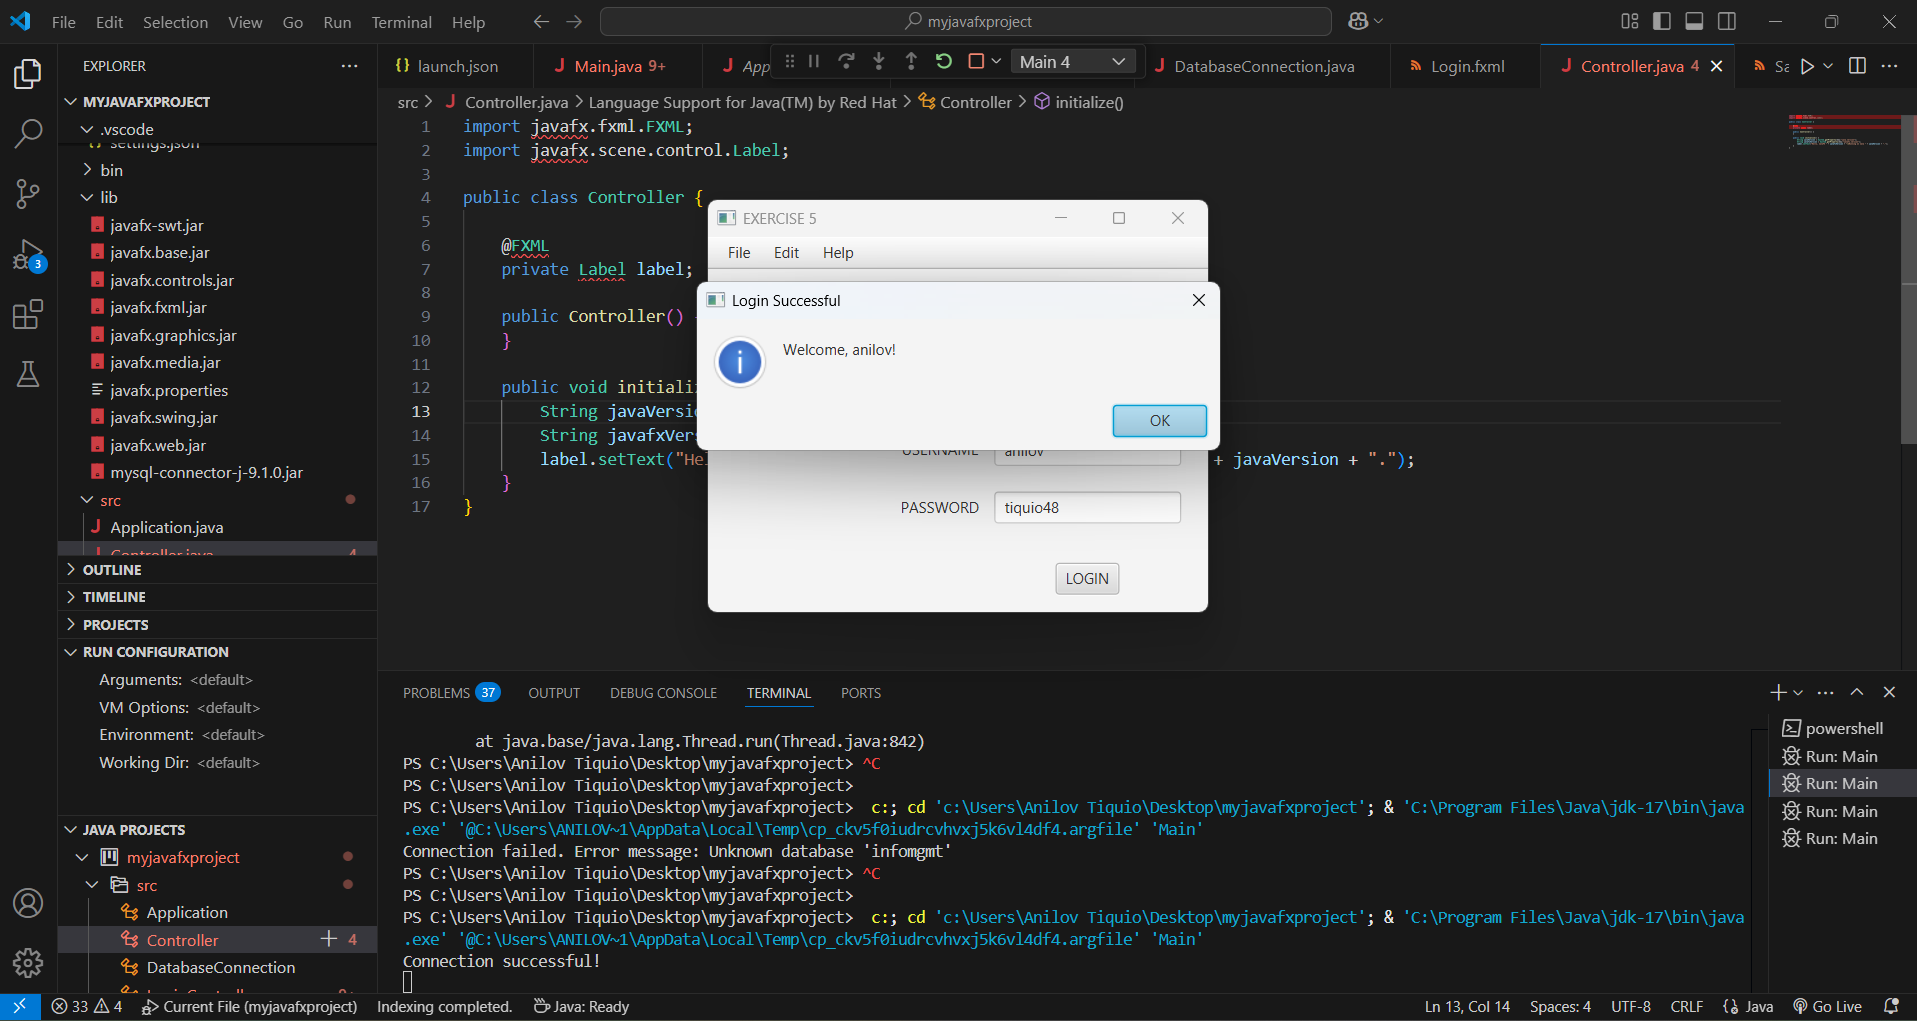 File Edit Selection View Go Run Terminal Help
myjavafxproject
EXPLORER
MYJAVAFXPROJECT
.vscode
settings.json
bin
lib
javafx-swt.jar
javafx.base.jar
javafx.controls.jar
javafx.fxml.jar
javafx.graphics.jar
javafx.media.jar
javafx.properties
javafx.swing.jar
javafx.web.jar
mysql-connector-j-9.1.0.jar
src
Application.java
Controller.java 4
OUTLINE
TIMELINE
PROJECTS
RUN CONFIGURATION
Arguments: <default>
VM Options: <default>
Environment: <default>
Working Dir: <default>
JAVA PROJECTS
myjavafxproject
src
Application
Controller 4
DatabaseConnection
3
{} launch.json
J Main.java 9+
J App
Main 4
J DatabaseConnection.java
Login.fxml
J Controller.java 4
src > J Controller.java > Language Support for Java(TM) by Red Hat > Controller > initialize()
1 import javafx.fxml.FXML;
2 import javafx.scene.control.Label;
3
4 public class Controller {
5
6 @FXML
7 private Label label;
8
9 public Controller()
10 }
11
12 public void initiali
13 String javaVersi
14 String javafxVer
15 label.setText("He + javaVersion + ".");
16 }
17 }
EXERCISE 5
File Edit Help
Login Successful
Welcome, anilov!
OK
USERNAME anilov
PASSWORD tiquio48
LOGIN
PROBLEMS 37 OUTPUT DEBUG CONSOLE TERMINAL PORTS
at java.base/java.lang.Thread.run(Thread.java:842)
PS C:\Users\Anilov Tiquio\Desktop\myjavafxproject> ^C
PS C:\Users\Anilov Tiquio\Desktop\myjavafxproject>
PS C:\Users\Anilov Tiquio\Desktop\myjavafxproject> c:; cd 'c:\Users\Anilov Tiquio\Desktop\myjavafxproject'; & 'C:\Program Files\Java\jdk-17\bin\java
.exe' '@C:\Users\ANILOV~1\AppData\Local\Temp\cp_ckv5f0iudrcvhvxj5k6vl4df4.argfile' 'Main'
Connection failed. Error message: Unknown database 'infomgmt'
PS C:\Users\Anilov Tiquio\Desktop\myjavafxproject> ^C
PS C:\Users\Anilov Tiquio\Desktop\myjavafxproject>
PS C:\Users\Anilov Tiquio\Desktop\myjavafxproject> c:; cd 'c:\Users\Anilov Tiquio\Desktop\myjavafxproject'; & 'C:\Program Files\Java\jdk-17\bin\java
.exe' '@C:\Users\ANILOV~1\AppData\Local\Temp\cp_ckv5f0iudrcvhvxj5k6vl4df4.argfile' 'Main'
Connection successful!
powershell
Run: Main
Run: Main
Run: Main
Run: Main
33 4 Current File (myjavafxproject) Indexing completed. Java: Ready
Ln 13, Col 14 Spaces: 4 UTF-8 CRLF {} Java Go Live